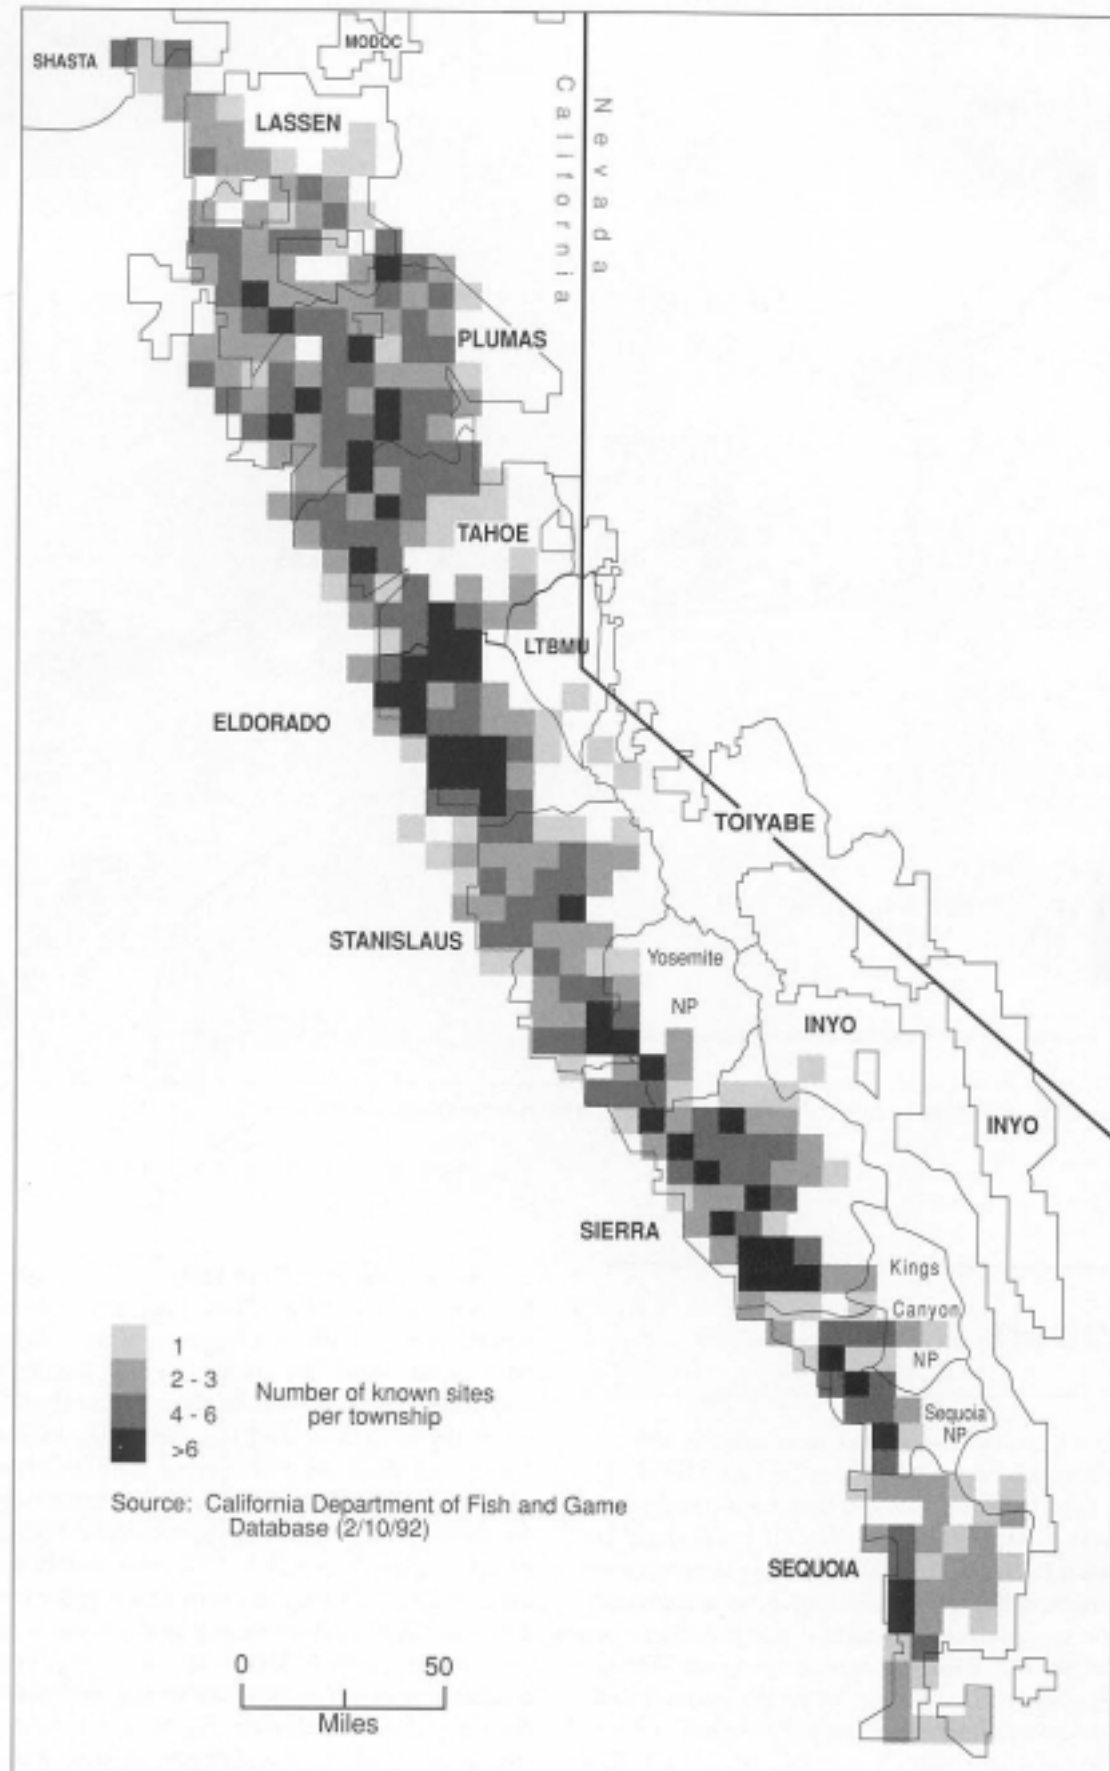 MODOC
SHASTA
LASSEN
California
Nevada
PLUMAS
TAHOE
LTBMU
ELDORADO
TOIYABE
STANISLAUS
Yosemite
NP
INYO
INYO
SIERRA
Kings
Canyon
NP
Sequoia
NP
1
2 - 3
4 - 6
>6
Number of known sites
per township
Source: California Department of Fish and Game
Database (2/10/92)
SEQUOIA
0 50
Miles